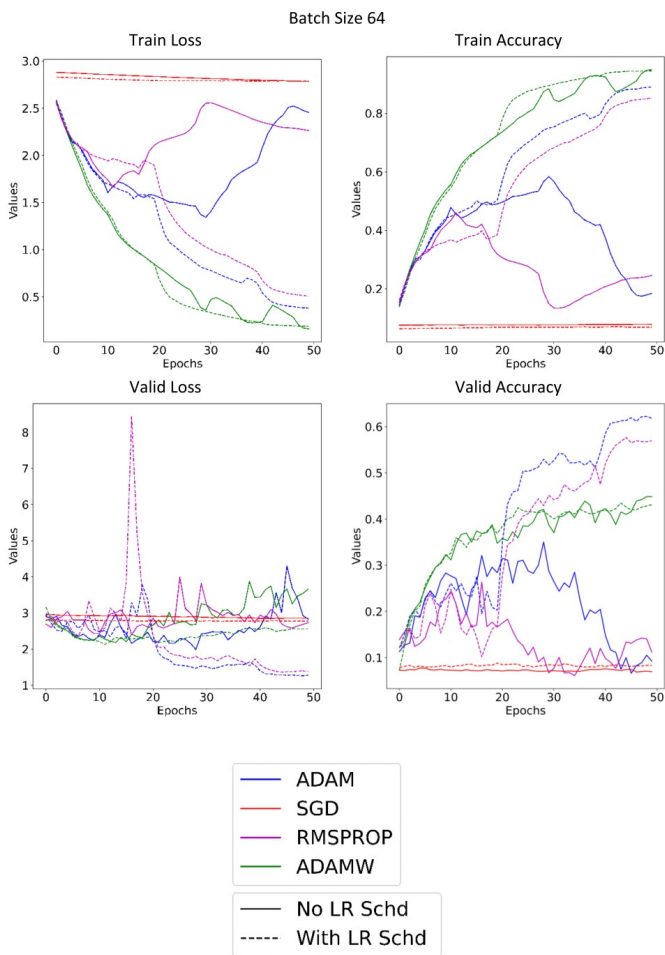 Batch Size 64
Train Loss
Train Accuracy
3.0
2.5
2.0
1.5
1.0
0.5
Values
0 10 20 30 40 50
Epochs
0.8
0.6
0.4
0.2
Values
0 10 20 30 40 50
Epochs
Valid Loss
Valid Accuracy
8
7
6
5
4
3
2
1
Values
0 10 20 30 40 50
Epochs
0.6
0.5
0.4
0.3
0.2
0.1
Values
0 10 20 30 40 50
Epochs
ADAM
SGD
RMSPROP
ADAMW
No LR Schd
With LR Schd